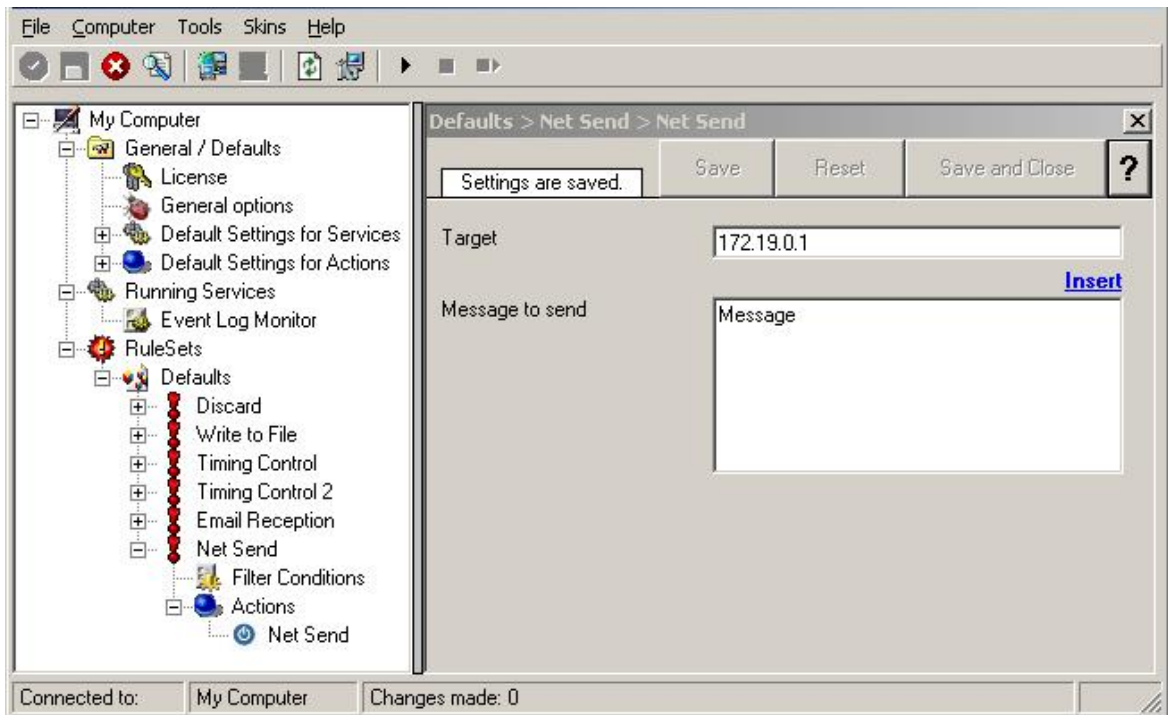 File Computer Tools Skins Help
My Computer
General / Defaults
License
General options
Default Settings for Services
Default Settings for Actions
Running Services
Event Log Monitor
RuleSets
Defaults
Discard
Write to File
Timing Control
Timing Control 2
Email Reception
Net Send
Filter Conditions
Actions
Net Send
Defaults > Net Send > Net Send
Settings are saved. Save Reset Save and Close ?
Target 172.19.0.1
Insert
Message to send Message
Connected to: My Computer Changes made: 0